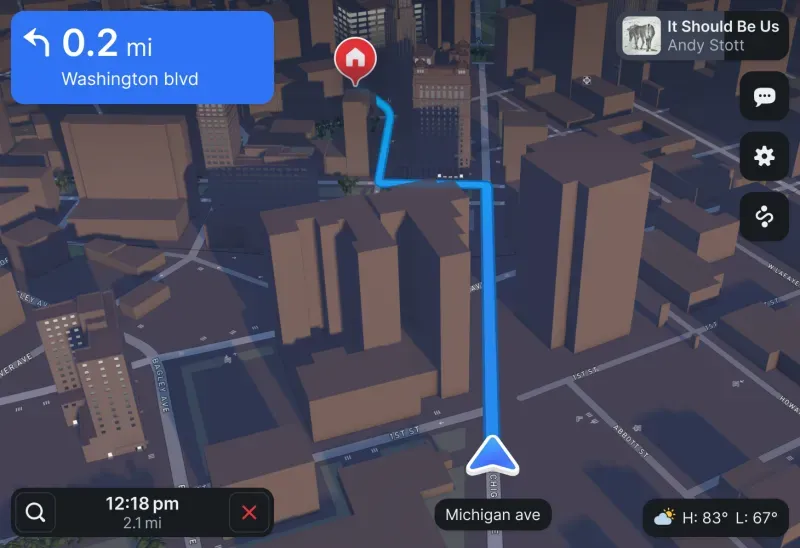 0.2 mi
Washington blvd
It Should Be Us
Andy Stott
BAGLEY AVE
1ST ST
1ST ST.
1ST
ABBOTT ST
12:18 pm
2.1 mi
Michigan ave
H: 83° L: 67°